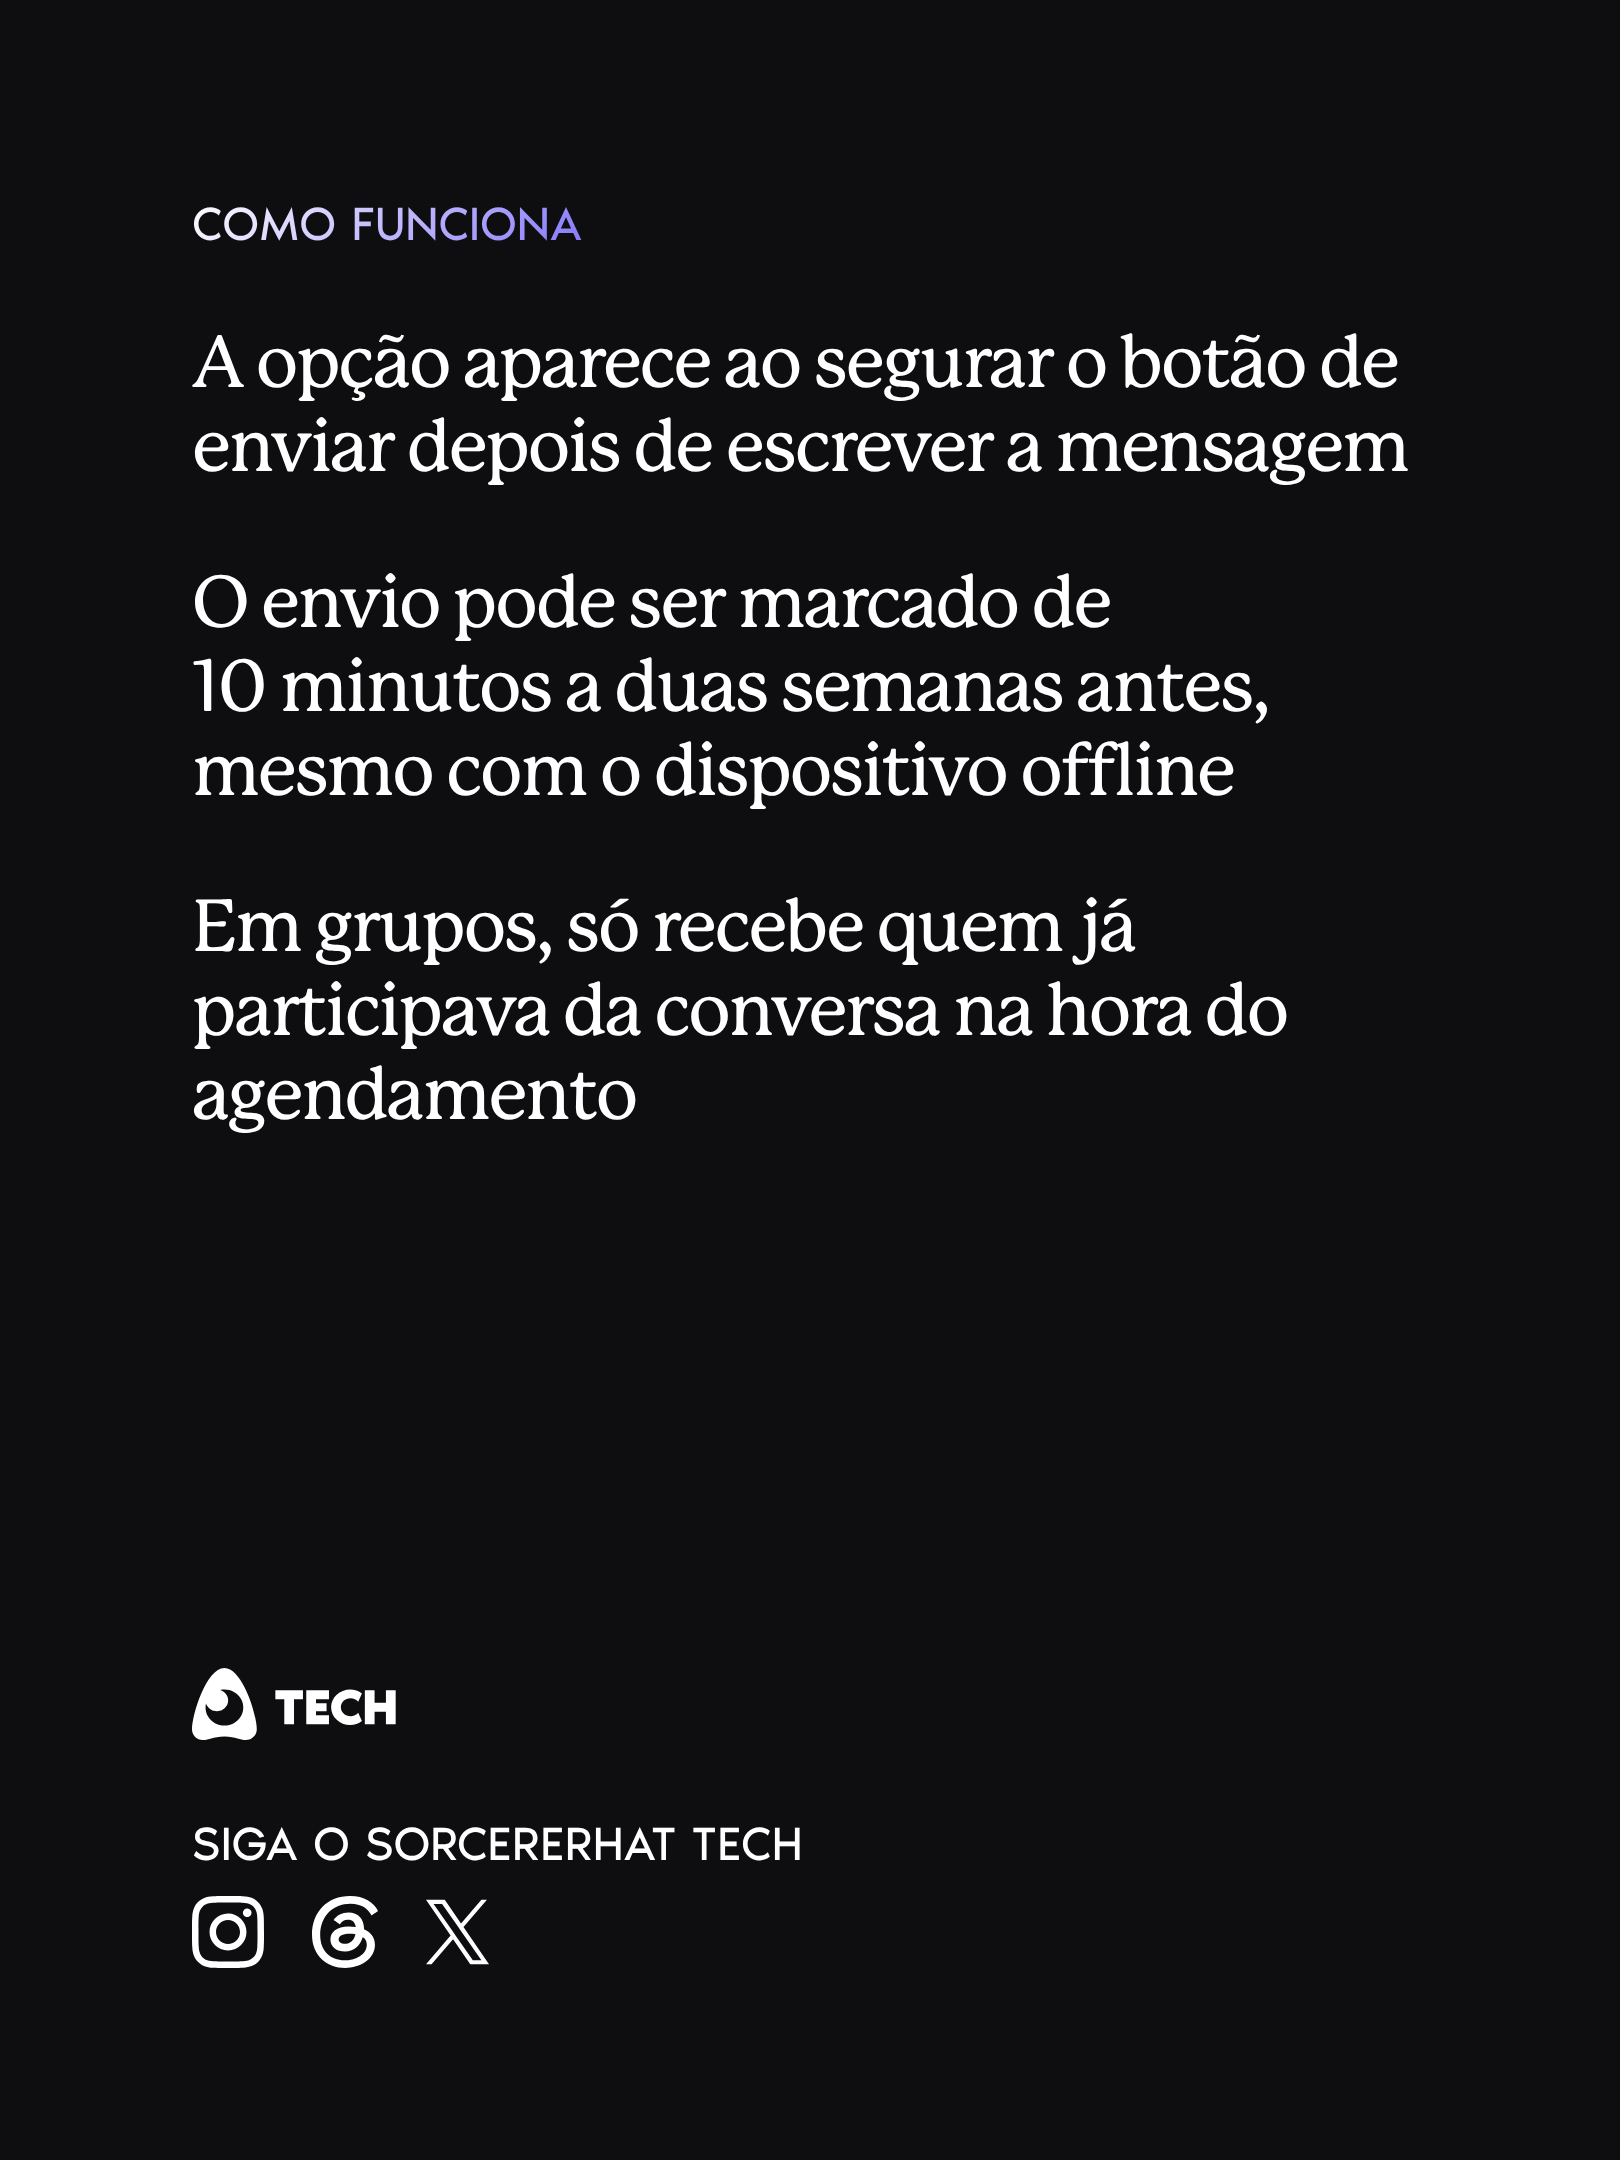 COMO FUNCIONA
A opção aparece ao segurar o botão de
enviar depois de escrever a mensagem
O envio pode ser marcado de
10 minutos a duas semanas antes,
mesmo com o dispositivo offline
Em grupos, só recebe quem já
participava da conversa na hora do
agendamento
TECH
SIGA O SORCERERHAT TECH